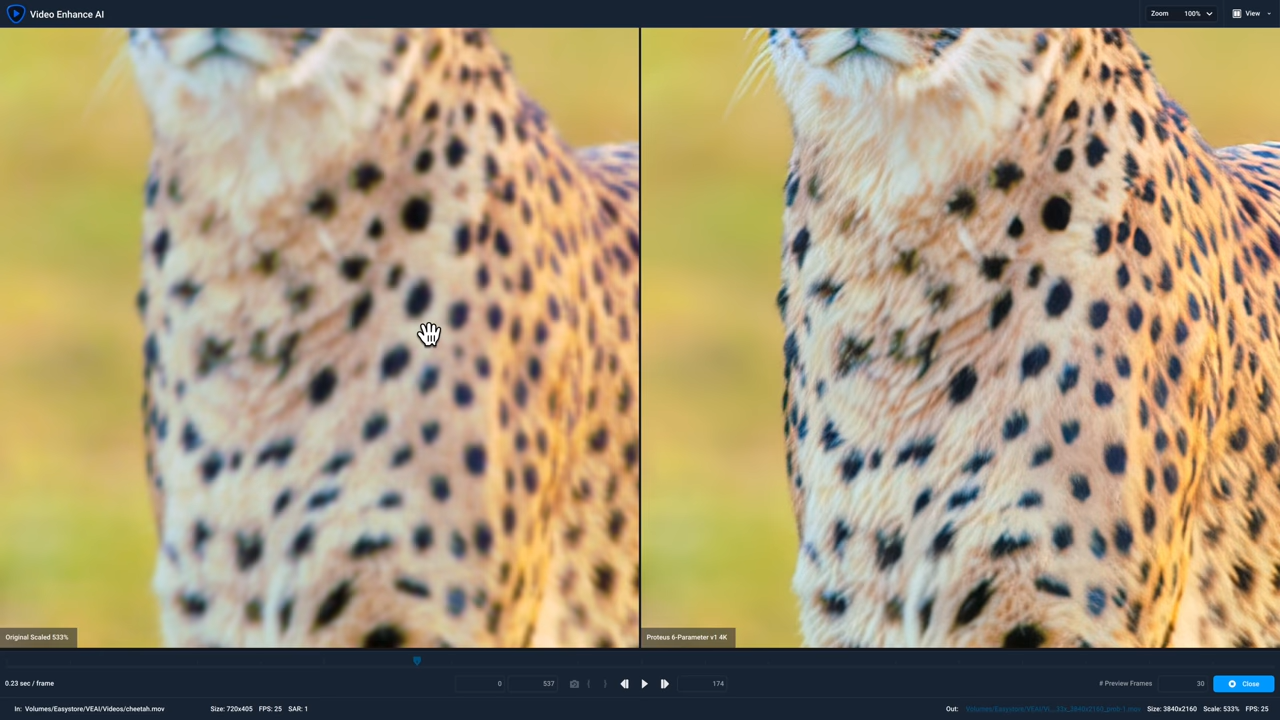 Video Enhance AI
Zoom 100%
View
Original Scaled 533%
Proteus 6-Parameter v1 4K
0.23 sec / frame
0
537
174
# Preview Frames
30
Close
In: Volumes/Easystore/VEAI/Videos/cheetah.mov
Size: 720x405 FPS: 25 SAR: 1
Out:
Size: 3840x2160 Scale: 533% FPS: 25